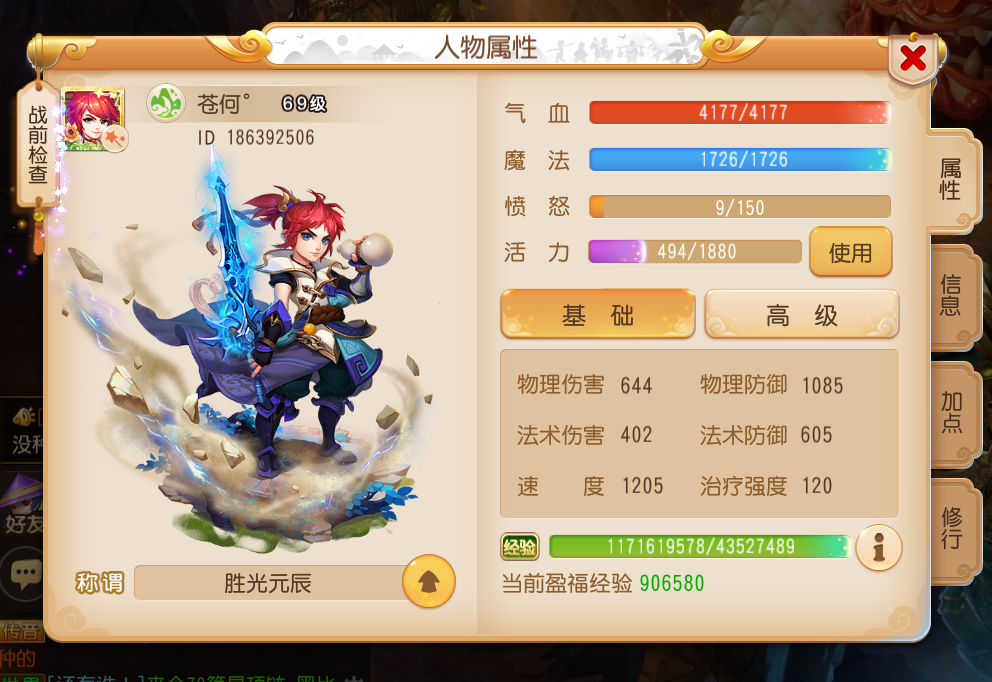 人物属性
战前检查
苍何° 69级
ID 186392506
气血 4177/4177
魔法 1726/1726
愤怒 9/150
活力 494/1880 使用
基础 高级
物理伤害 644 物理防御 1085
法术伤害 402 法术防御 605
速度 1205 治疗强度 120
经验 1171619578/43527489
当前盈福经验 906580
称谓 胜光元辰
属性
信息
加点
修行
没种
好友
传音
种的